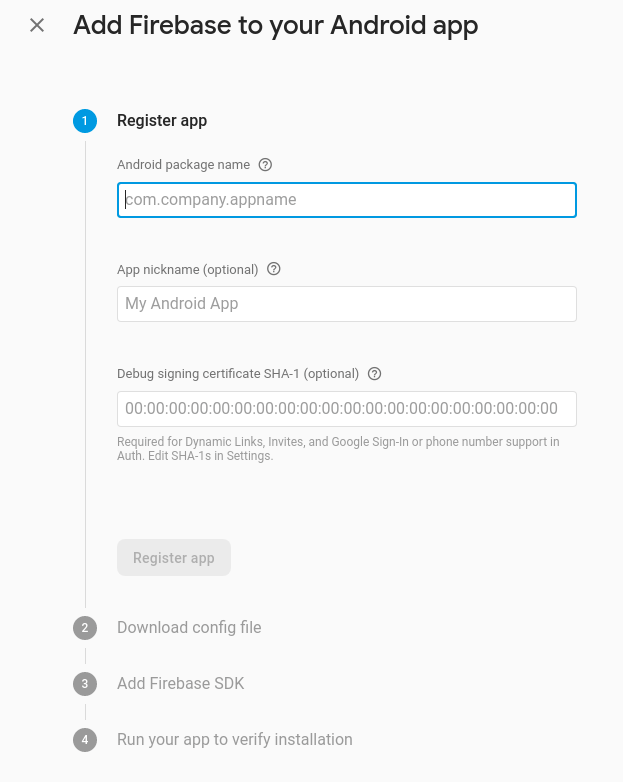 Add Firebase to your Android app
1 Register app
Android package name ?
com.company.appname
App nickname (optional) ?
My Android App
Debug signing certificate SHA-1 (optional) ?
00:00:00:00:00:00:00:00:00:00:00:00:00:00:00:00:00:00:00:00
Required for Dynamic Links, Invites, and Google Sign-In or phone number support in
Auth. Edit SHA-1s in Settings.
Register app
2 Download config file
3 Add Firebase SDK
4 Run your app to verify installation